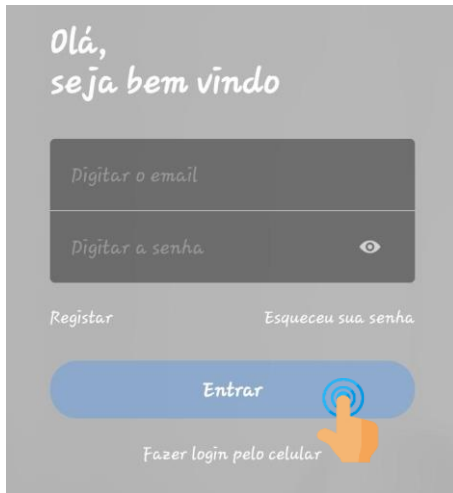 Olá,
seja bem vindo
Digitar o email
Digitar a senha
Registar Esqueceu sua senha
Entrar
Fazer login pelo celular